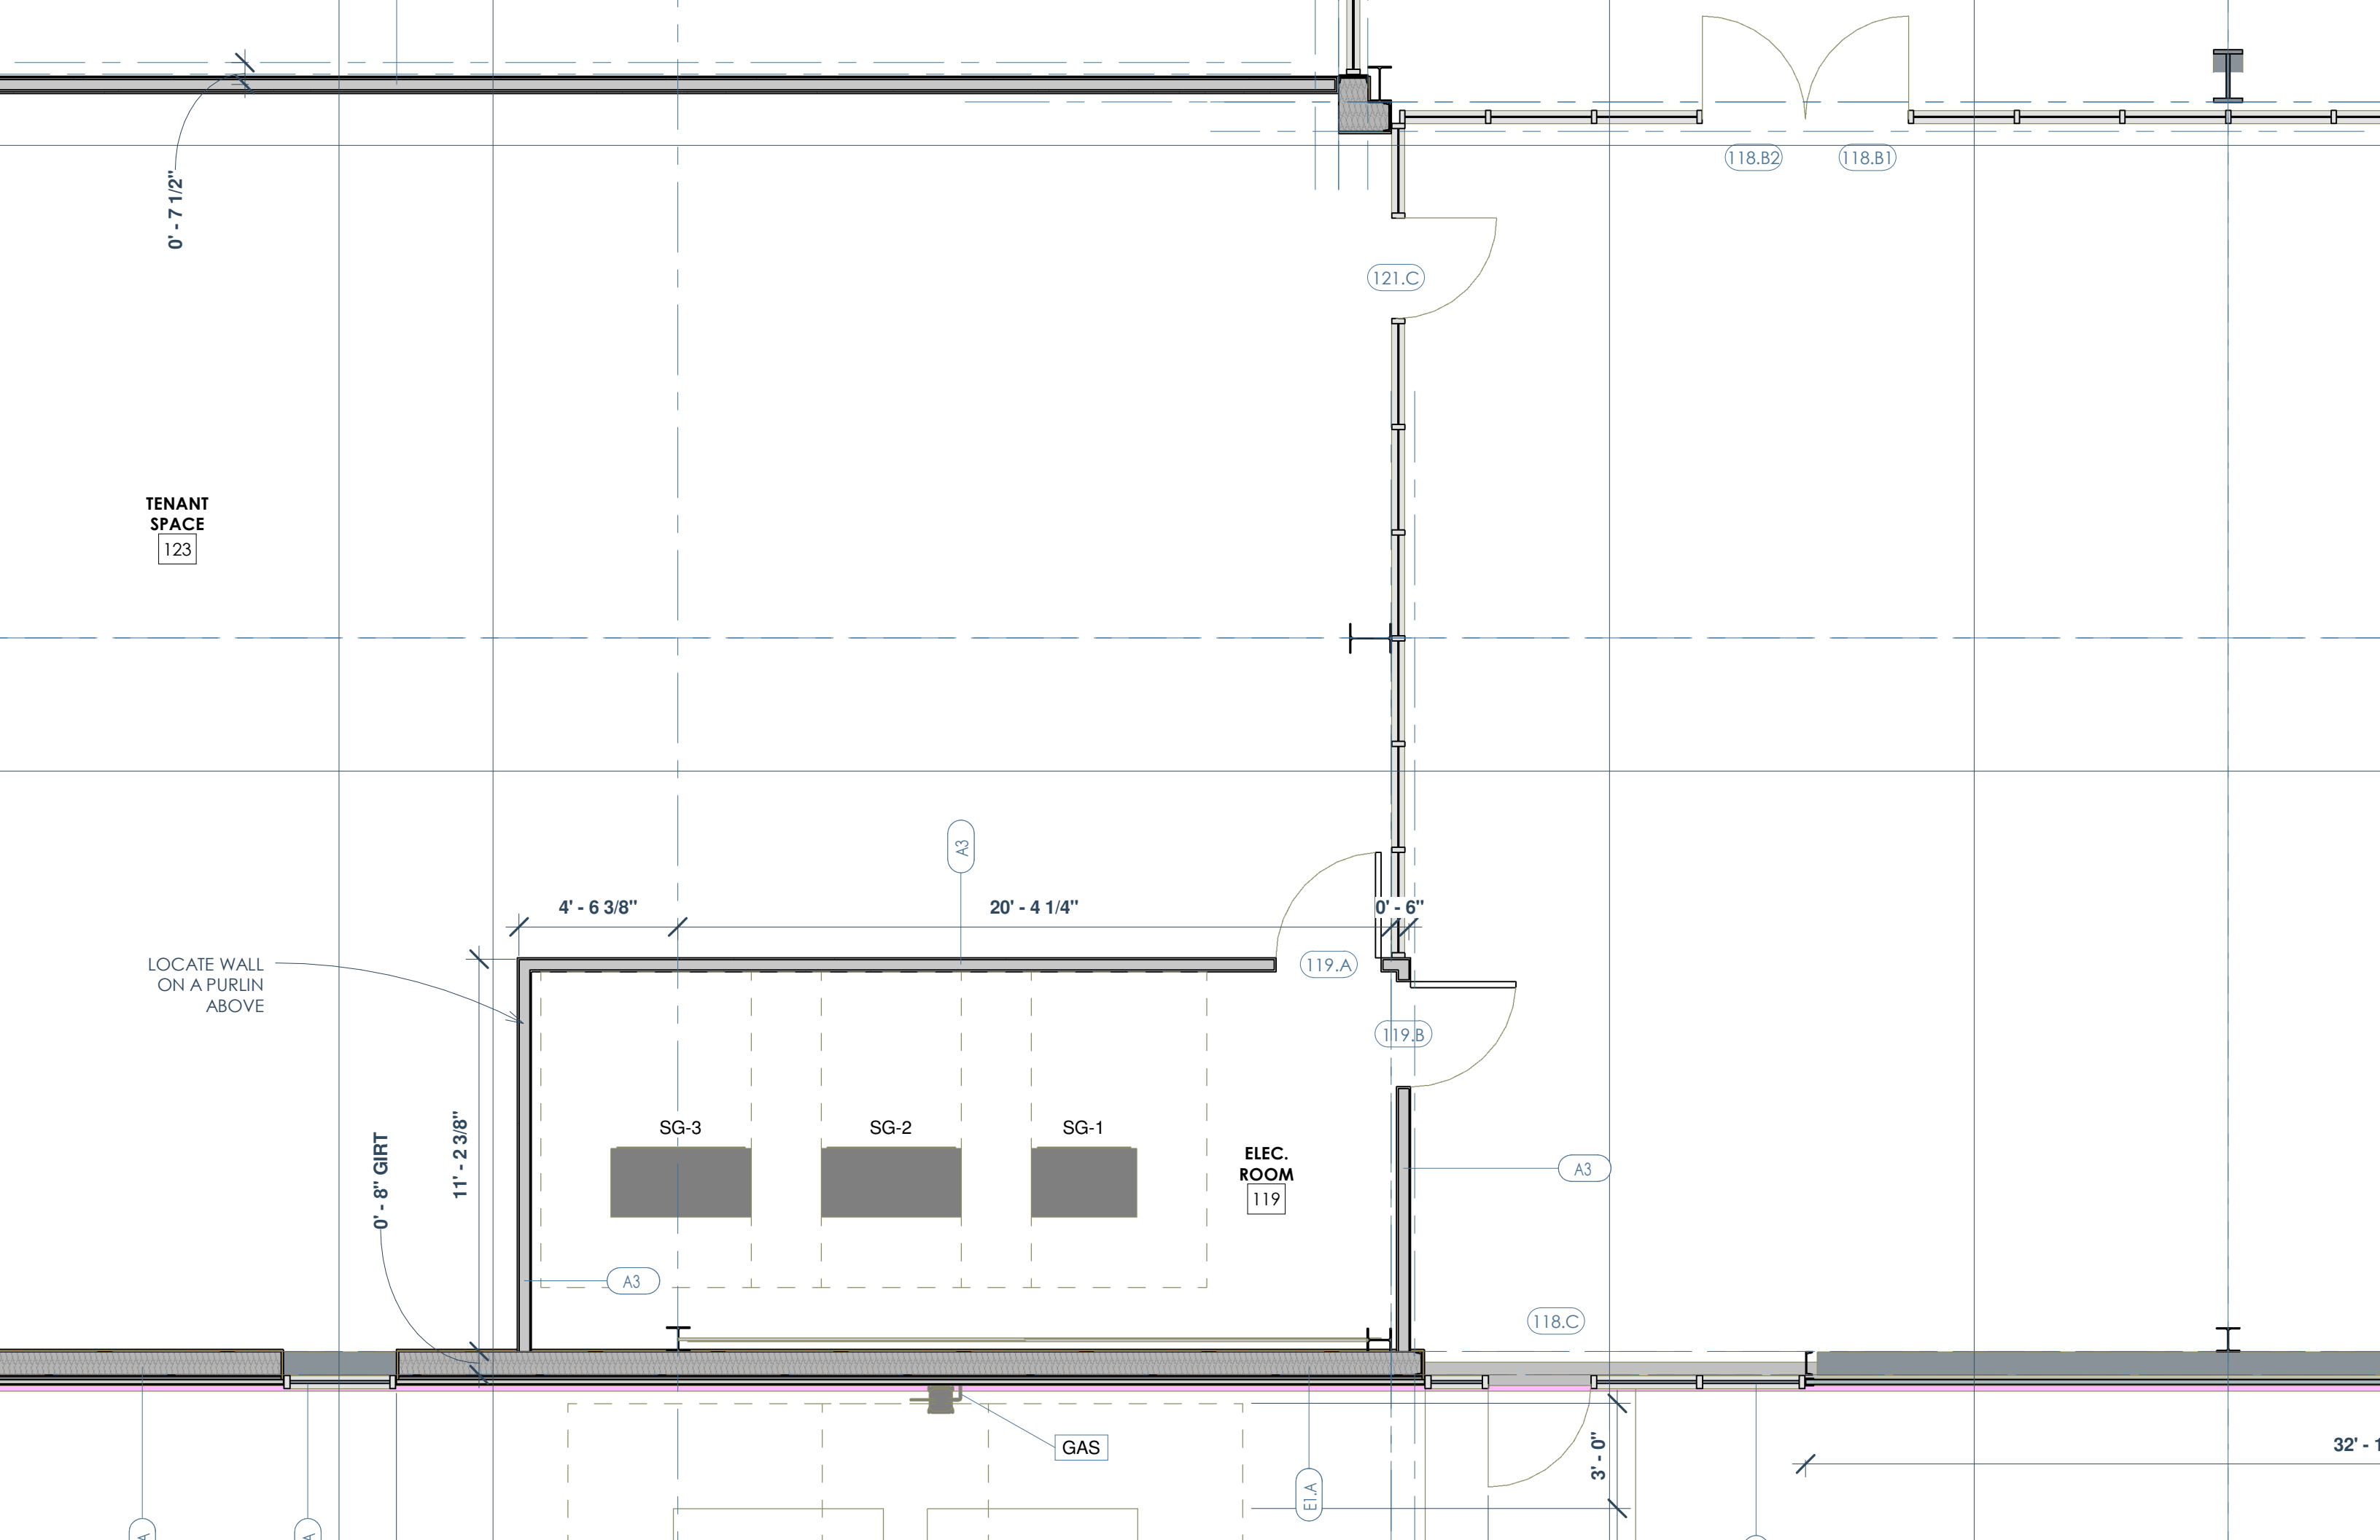 118.B2
118.B1
0' - 7 1/2"
121.C
TENANT
SPACE
123
A3
4' - 6 3/8"
20' - 4 1/4"
0' - 6"
LOCATE WALL
ON A PURLIN
ABOVE
119.A
119.B
SG-3
SG-2
SG-1
0' - 8" GIRT
11' - 2 3/8"
ELEC.
ROOM
119
A3
A3
118.C
GAS
3' - 0"
32' - 1
E1.A
A
A